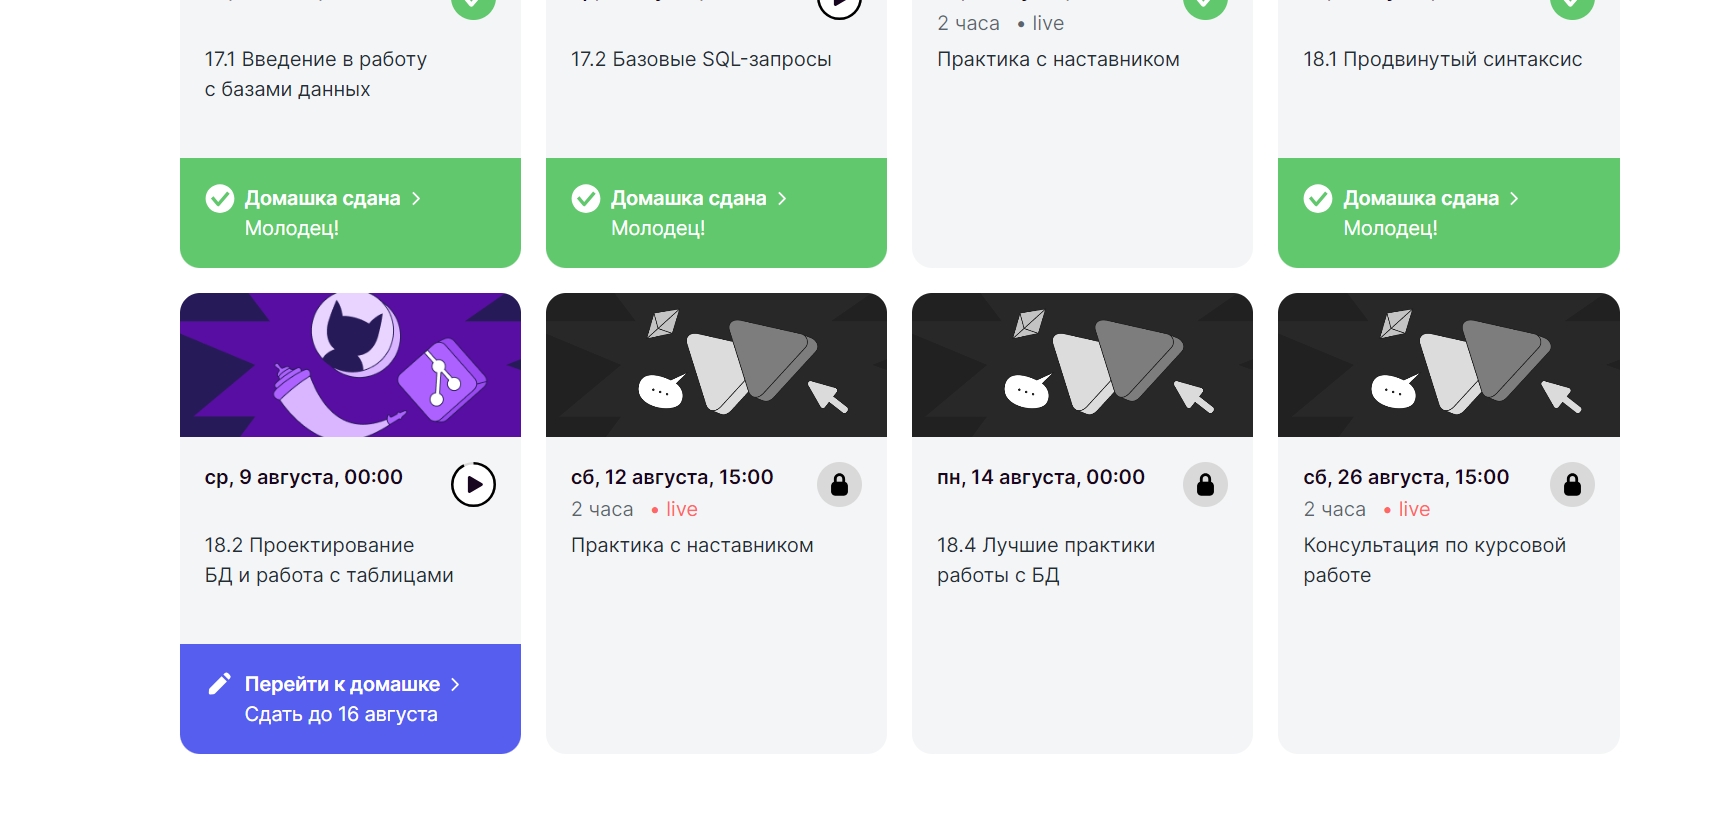 2 часа • live
17.1 Введение в работу
с базами данных
17.2 Базовые SQL-запросы
Практика с наставником
18.1 Продвинутый синтаксис
Домашка сдана
Молодец!
Домашка сдана
Молодец!
Домашка сдана
Молодец!
ср, 9 августа, 00:00
18.2 Проектирование
БД и работа с таблицами
Перейти к домашке
Сдать до 16 августа
сб, 12 августа, 15:00
2 часа • live
Практика с наставником
пн, 14 августа, 00:00
18.4 Лучшие практики
работы с БД
сб, 26 августа, 15:00
2 часа • live
Консультация по курсовой
работе